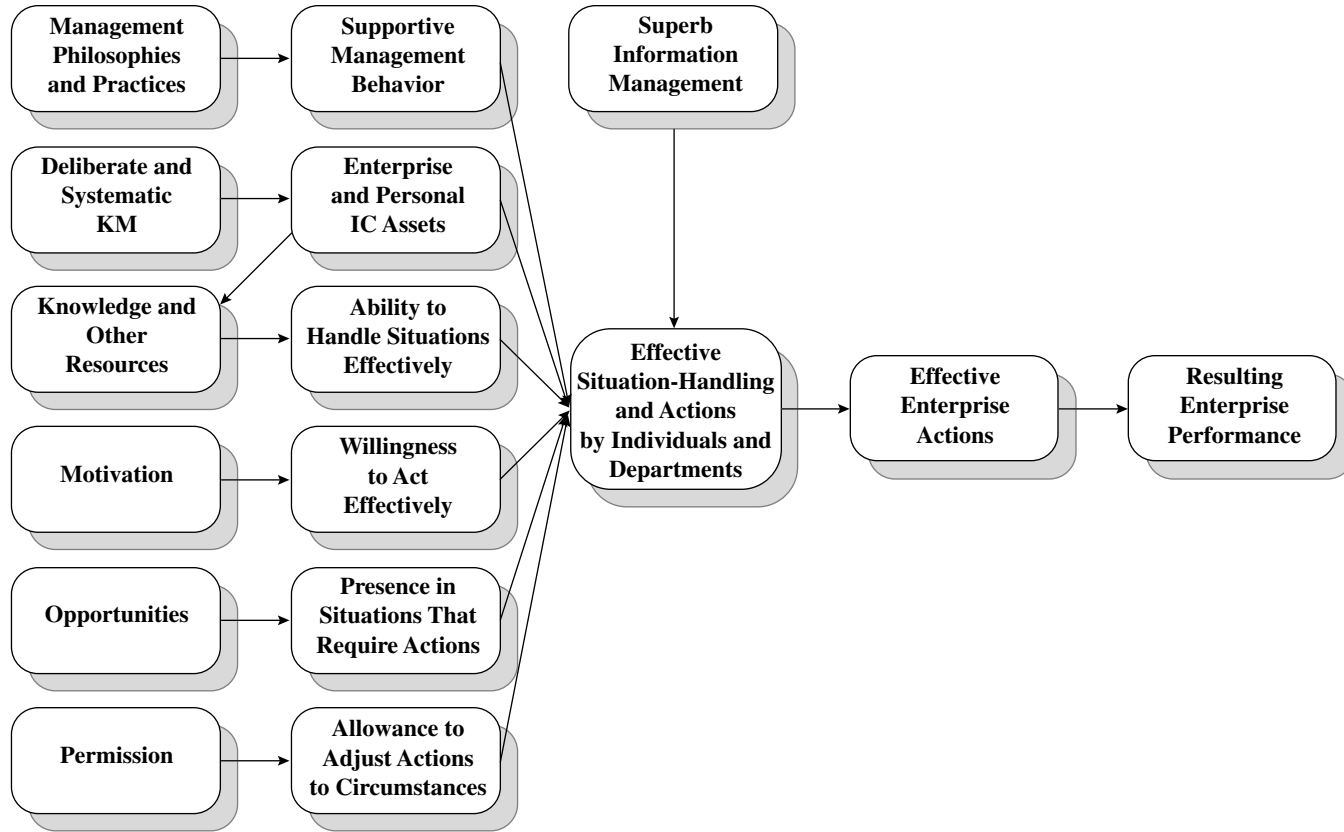 Management
Philosophies
and Practices
Supportive
Management
Behavior
Superb
Information
Management
Deliberate and
Systematic
KM
Enterprise
and Personal
IC Assets
Knowledge and
Other
Resources
Ability to
Handle Situations
Effectively
Effective
Situation-Handling
and Actions
by Individuals and
Departments
Effective
Enterprise
Actions
Resulting
Enterprise
Performance
Motivation
Willingness
to Act
Effectively
Opportunities
Presence in
Situations That
Require Actions
Permission
Allowance to
Adjust Actions
to Circumstances